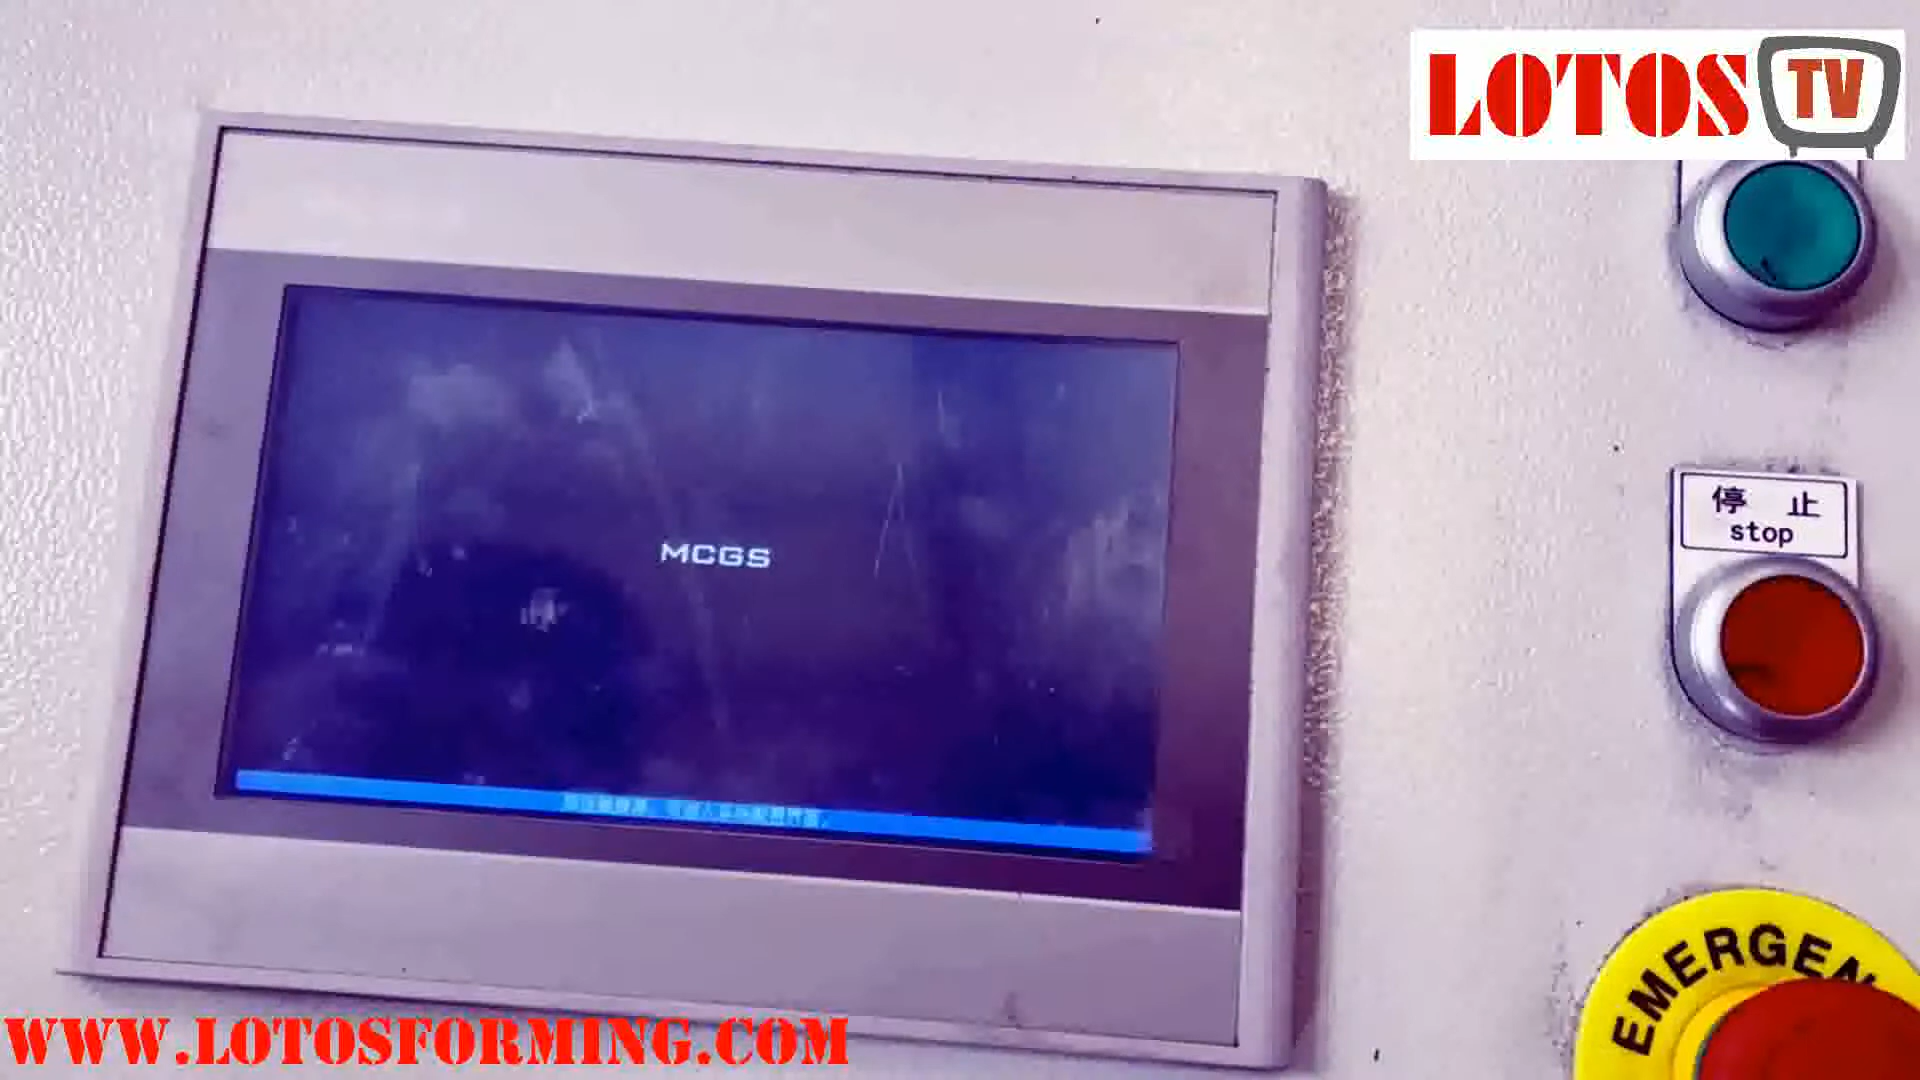 LOTOS TV
MCGS
停 止
stop
EMERGEN
WWW.LOTOSFORMING.COM